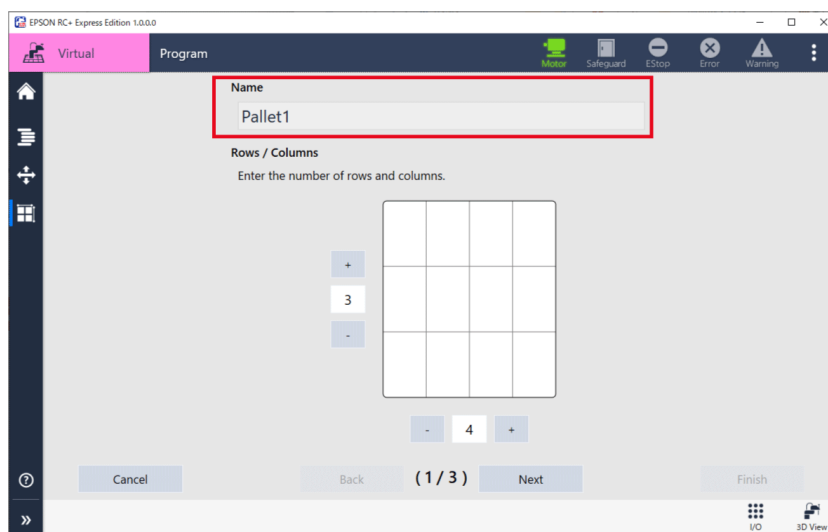 EPSON RC+ Express Edition 1.0.0.0
Virtual
Program
Motor
Safeguard
EStop
Error
Warning
Name
Pallet1
Rows / Columns
Enter the number of rows and columns.
+
3
-
- 4 +
Cancel
Back
(1/3)
Next
Finish
I/O
3D View